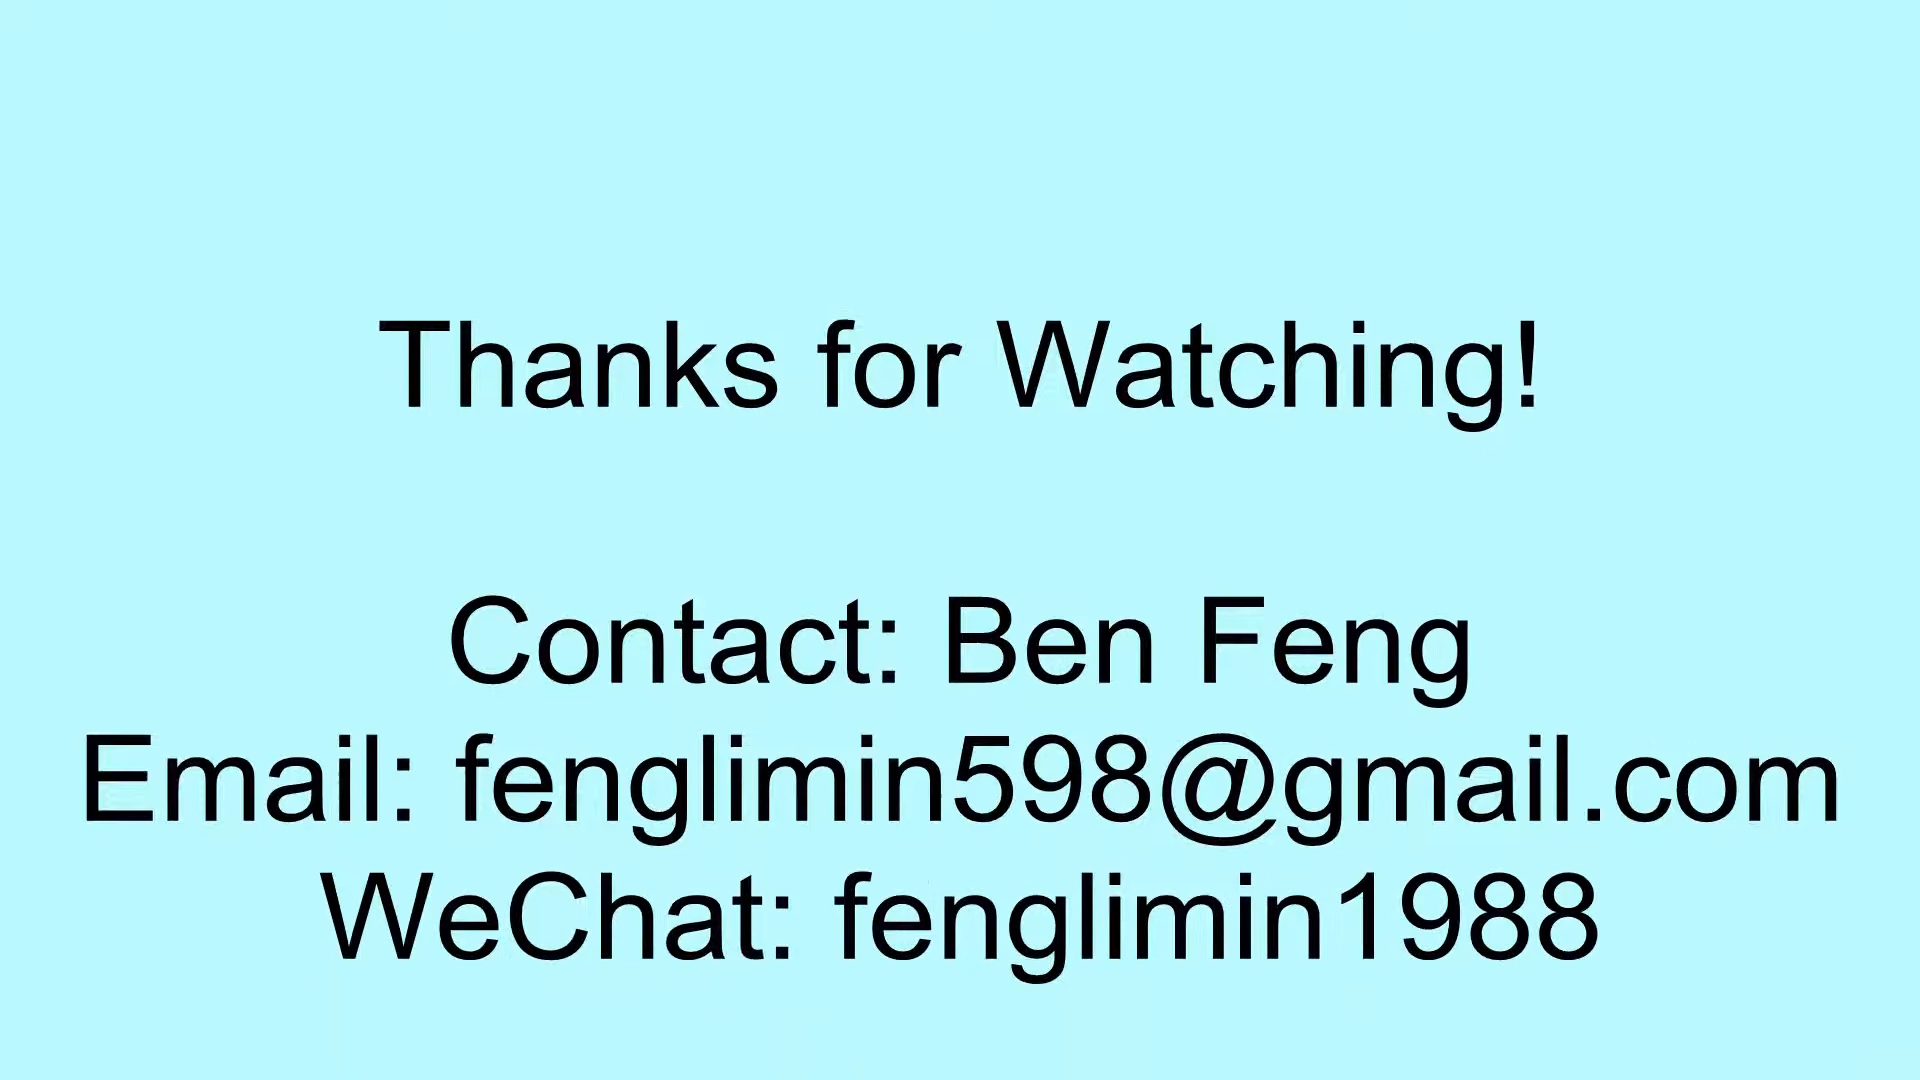 Thanks for Watching!
Contact: Ben Feng
Email: fenglimin598@gmail.com
WeChat: fenglimin1988